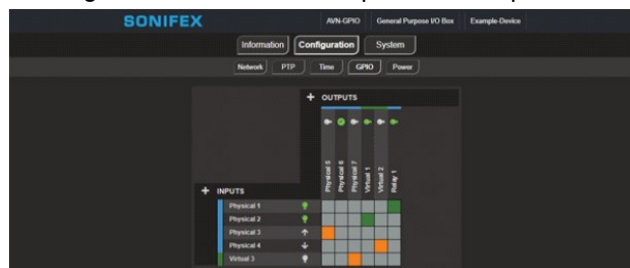 SONIFEX AVN-GPIO General Purpose I/O Box Example-Device
Information Configuration System
Network PTP Time GPIO Power
+ OUTPUTS
Physical 5
Physical 6
Physical 7
Virtual 1
Virtual 2
Relay 1
+ INPUTS
Physical 1
Physical 2
Physical 3
Physical 4
Virtual 3